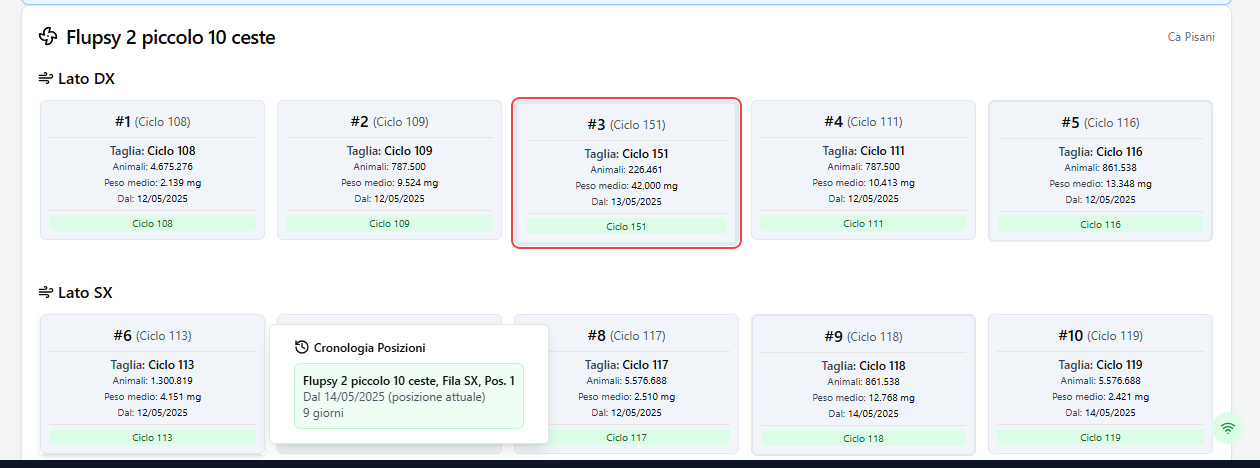 Flupsy 2 piccolo 10 ceste
Ca Pisani
Lato DX
#1 (Ciclo 108)
Taglia: Ciclo 108
Animali: 4.675.276
Peso medio: 2.139 mg
Dal: 12/05/2025
Ciclo 108
#2 (Ciclo 109)
Taglia: Ciclo 109
Animali: 787.500
Peso medio: 9.524 mg
Dal: 12/05/2025
Ciclo 109
#3 (Ciclo 151)
Taglia: Ciclo 151
Animali: 226.461
Peso medio: 42,000 mg
Dal: 13/05/2025
Ciclo 151
#4 (Ciclo 111)
Taglia: Ciclo 111
Animali: 787.500
Peso medio: 10.413 mg
Dal: 12/05/2025
Ciclo 111
#5 (Ciclo 116)
Taglia: Ciclo 116
Animali: 861.538
Peso medio: 13.348 mg
Dal: 12/05/2025
Ciclo 116
Lato SX
#6 (Ciclo 113)
Taglia: Ciclo 113
Animali: 1.300.819
Peso medio: 4.151 mg
Dal: 12/05/2025
Ciclo 113
Cronologia Posizioni
Flupsy 2 piccolo 10 ceste, Fila SX, Pos. 1
Dal 14/05/2025 (posizione attuale)
9 giorni
#8 (Ciclo 117)
Taglia: Ciclo 117
Animali: 5.576.688
Peso medio: 2.510 mg
Dal: 12/05/2025
Ciclo 117
#9 (Ciclo 118)
Taglia: Ciclo 118
Animali: 861.538
Peso medio: 12.768 mg
Dal: 14/05/2025
Ciclo 118
#10 (Ciclo 119)
Taglia: Ciclo 119
Animali: 5.576.688
Peso medio: 2.421 mg
Dal: 14/05/2025
Ciclo 119